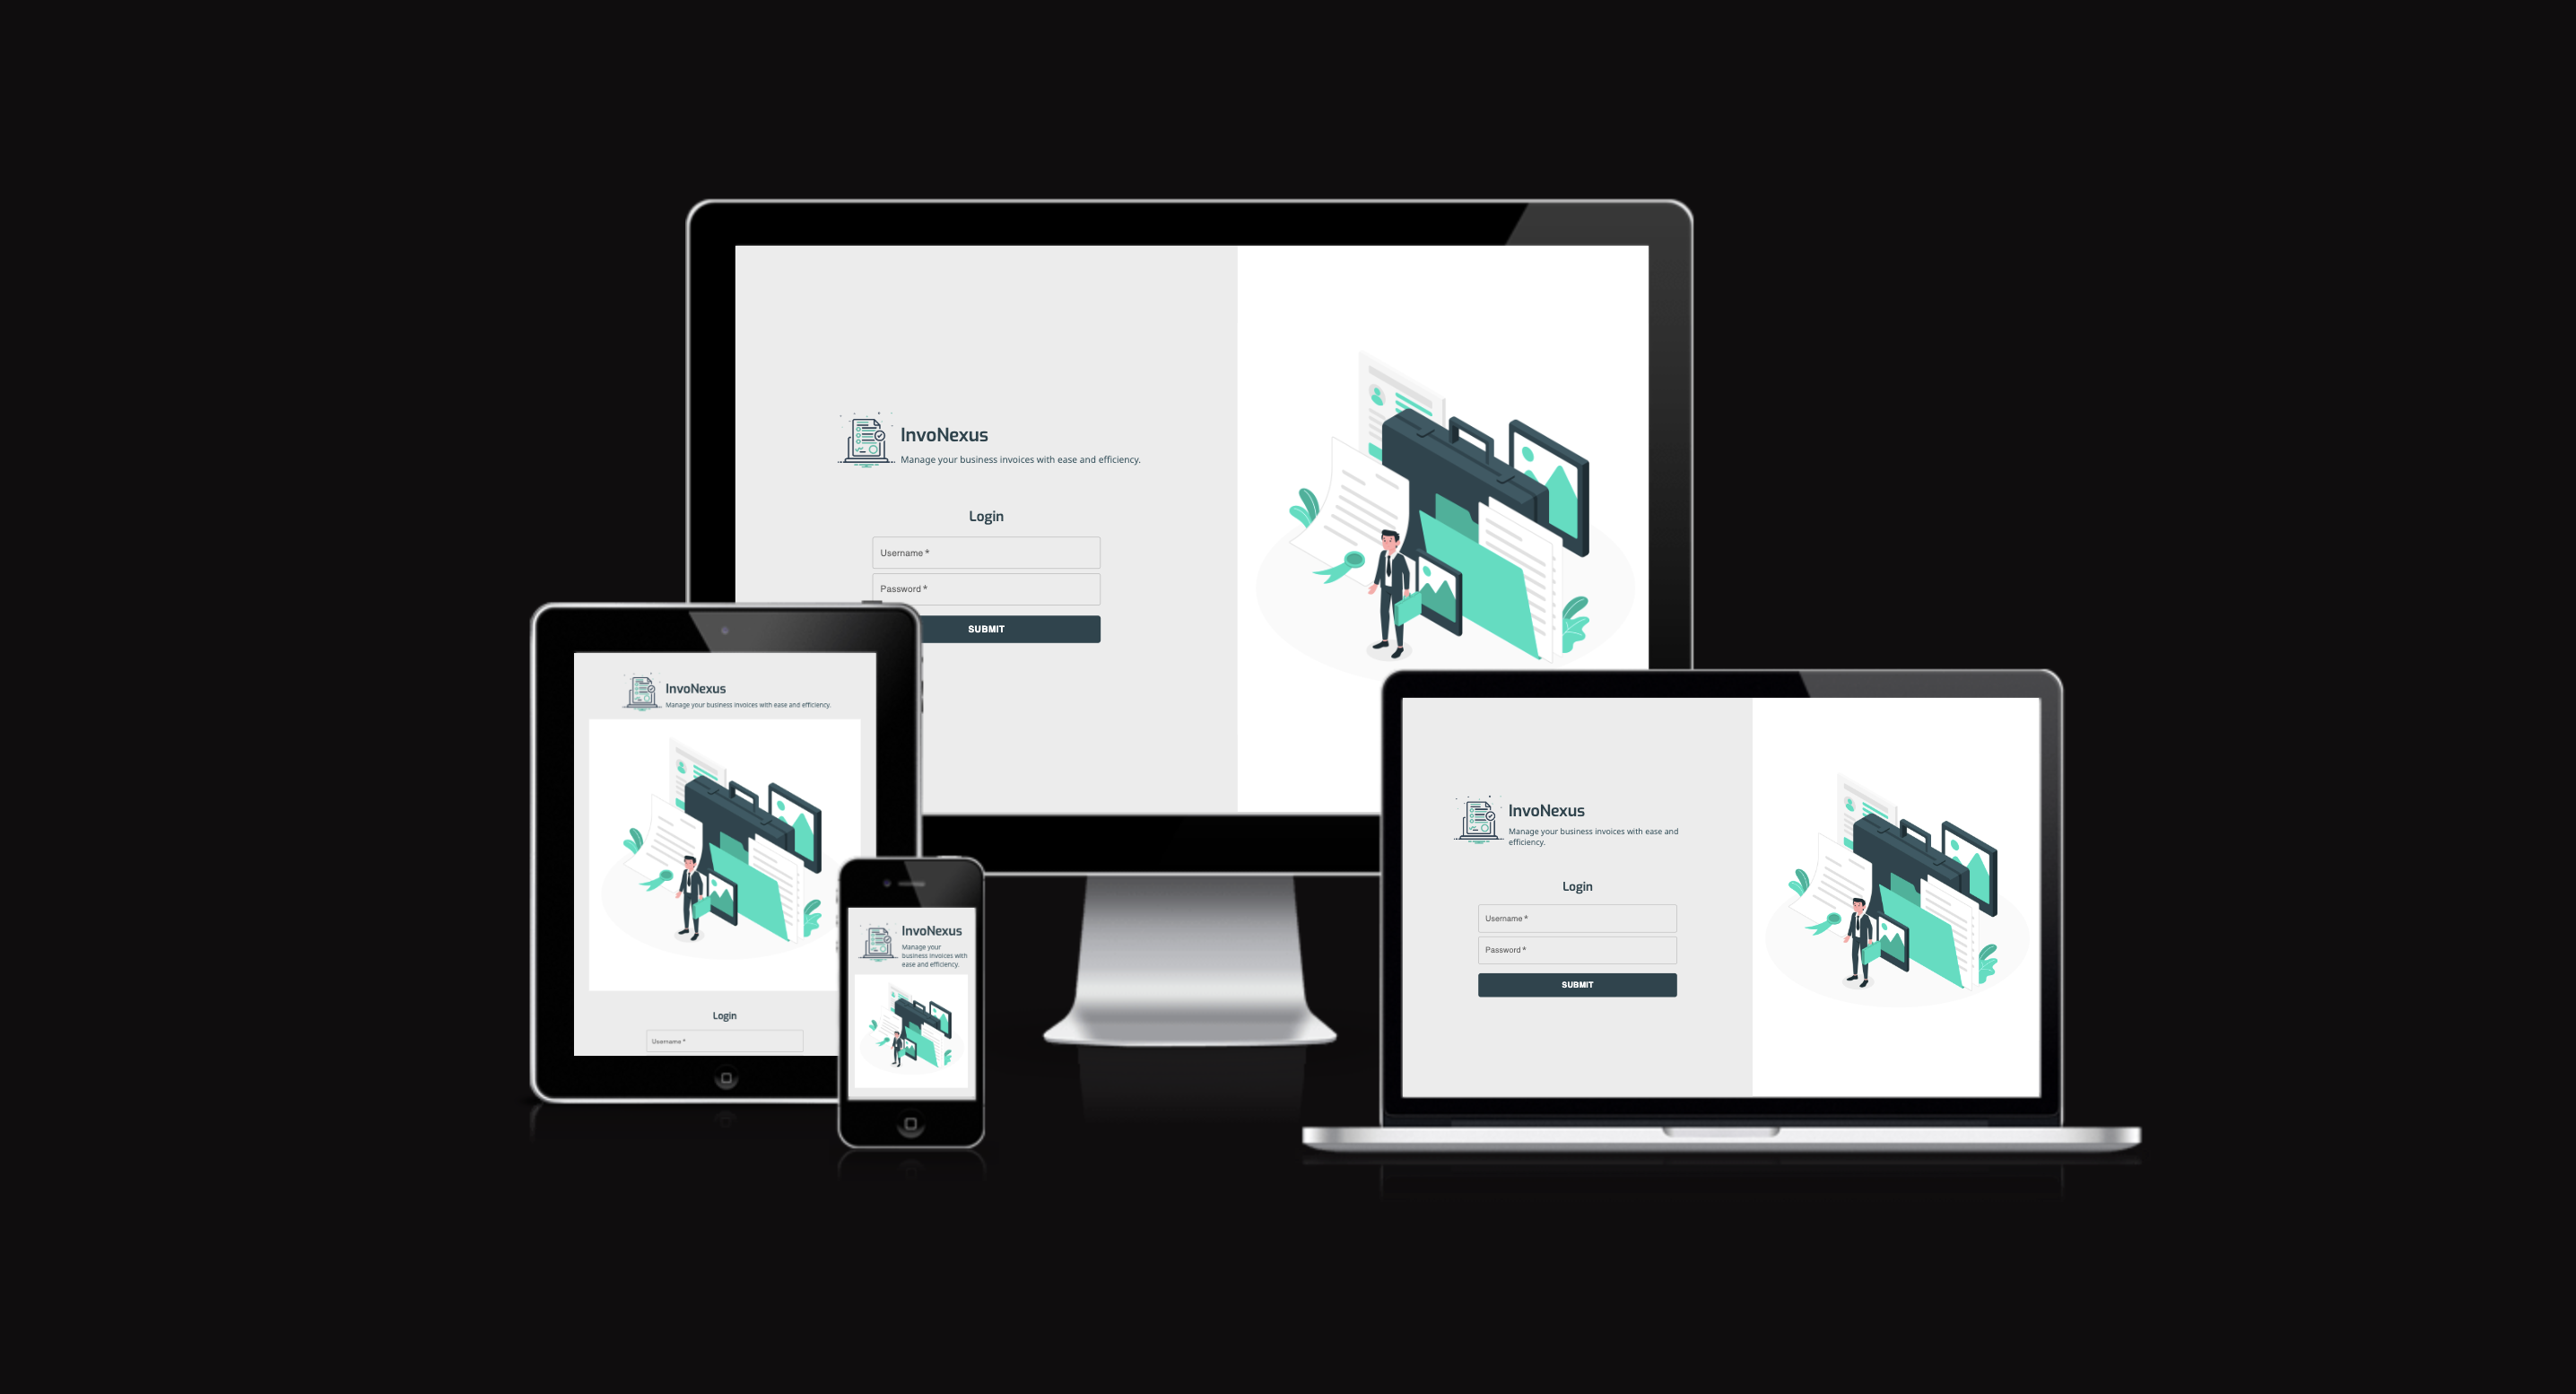 InvoNexus
Manage your business invoices with ease and efficiency.
Login
Username *
Password *
SUBMIT
InvoNexus
Manage your business invoices with ease and efficiency.
Login
Username *
InvoNexus
Manage your
business invoices with
ease and efficiency.
InvoNexus
Manage your business invoices with ease and
efficiency.
Login
Username *
Password *
SUBMIT